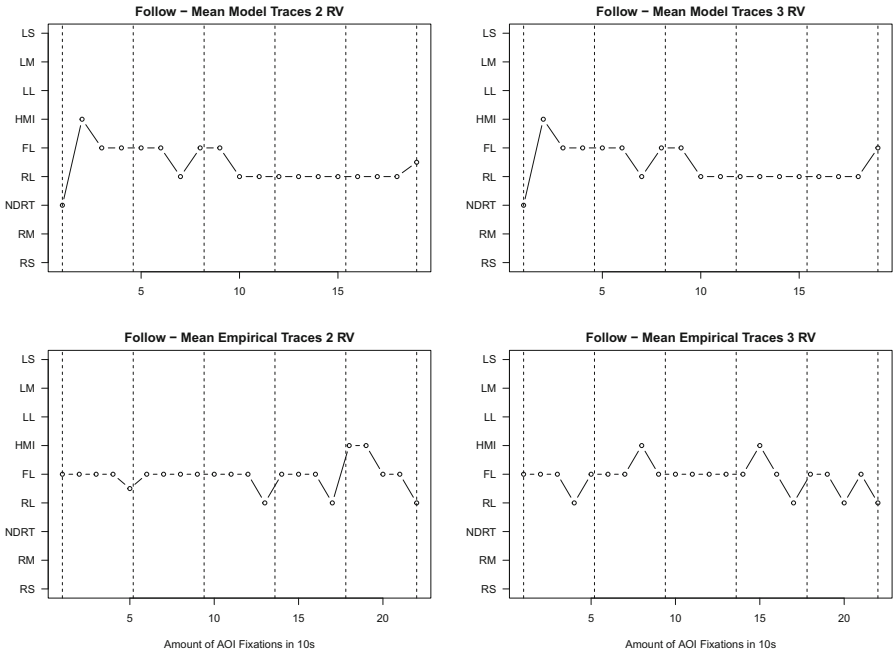 Follow − Mean Model Traces 2 RV
LS
LM
LL
HMI
FL
RL
NDRT
RM
RS
5 10 15
Follow − Mean Model Traces 3 RV
LS
LM
LL
HMI
FL
RL
NDRT
RM
RS
5 10 15
Follow − Mean Empirical Traces 2 RV
LS
LM
LL
HMI
FL
RL
NDRT
RM
RS
5 10 15 20
Amount of AOI Fixations in 10s
Follow − Mean Empirical Traces 3 RV
LS
LM
LL
HMI
FL
RL
NDRT
RM
RS
5 10 15 20
Amount of AOI Fixations in 10s